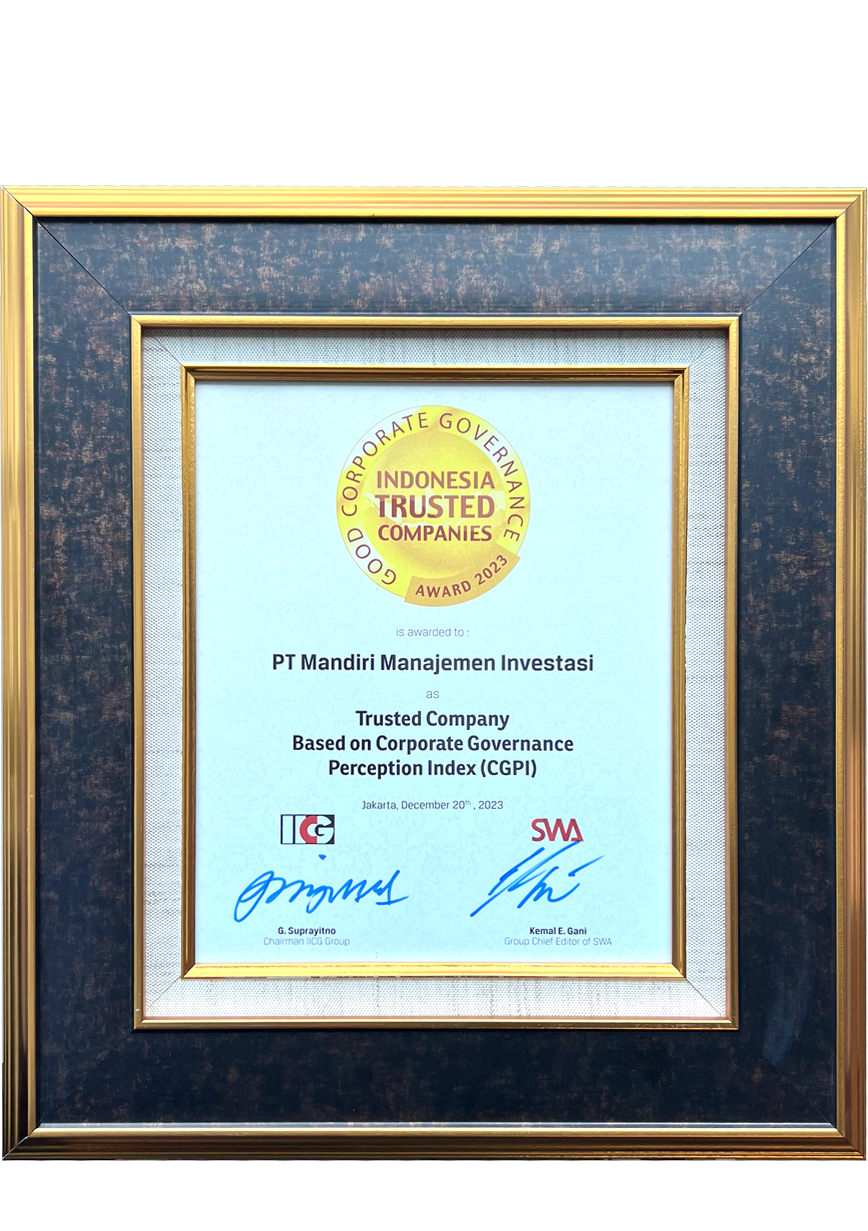 GOOD CORPORATE GOVERNANCE
INDONESIA
TRUSTED
COMPANIES
AWARD 2023
is awarded to :
PT Mandiri Manajemen Investasi
as
Trusted Company
Based on Corporate Governance
Perception Index (CGPI)
Jakarta, December 20th, 2023
IICG
SWA
G. Suprayitno
Chairman IICG Group
Kemal E. Gani
Group Chief Editor of SWA